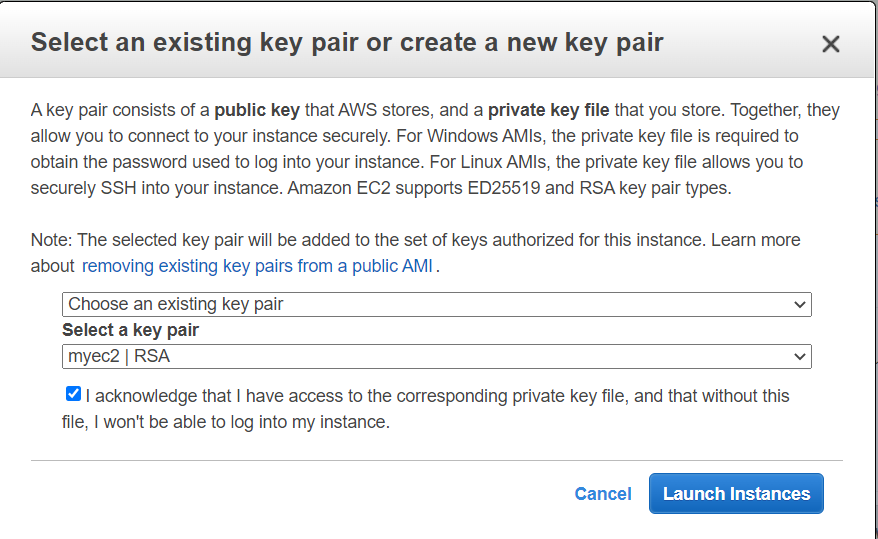 Select an existing key pair or create a new key pair
A key pair consists of a public key that AWS stores, and a private key file that you store. Together, they
allow you to connect to your instance securely. For Windows AMIs, the private key file is required to
obtain the password used to log into your instance. For Linux AMIs, the private key file allows you to
securely SSH into your instance. Amazon EC2 supports ED25519 and RSA key pair types.
Note: The selected key pair will be added to the set of keys authorized for this instance. Learn more
about removing existing key pairs from a public AMI.
Choose an existing key pair
Select a key pair
myec2 | RSA
I acknowledge that I have access to the corresponding private key file, and that without this
file, I won't be able to log into my instance.
Cancel Launch Instances